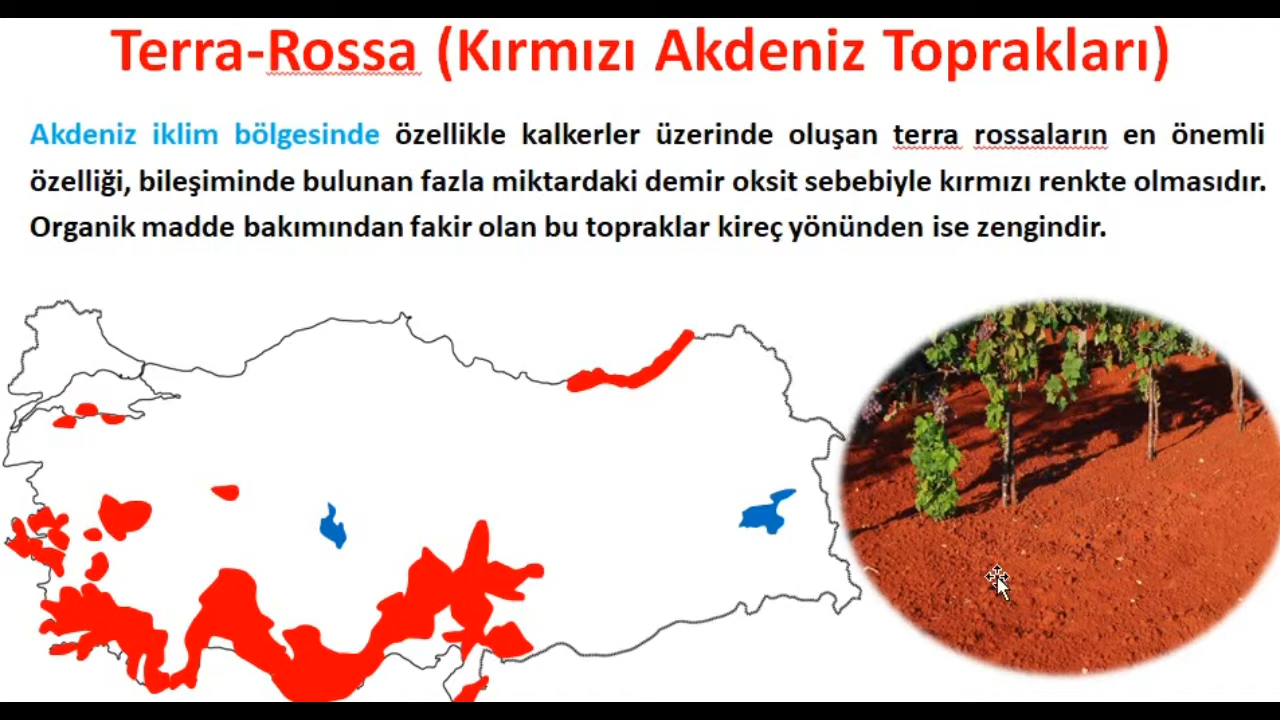 Terra-Rossa (Kırmızı Akdeniz Toprakları)
Akdeniz iklim bölgesinde özellikle kalkerler üzerinde oluşan terra rossaların en önemli
özelliği, bileşiminde bulunan fazla miktardaki demir oksit sebebiyle kırmızı renkte olmasıdır.
Organik madde bakımından fakir olan bu topraklar kireç yönünden ise zengindir.